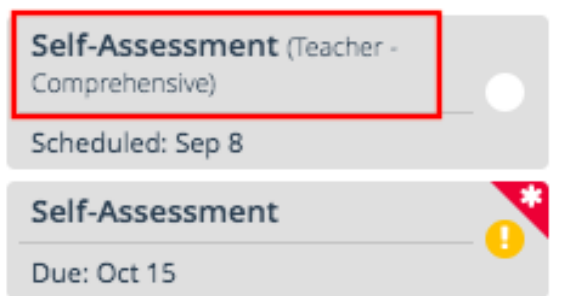 Self-Assessment (Teacher -
Comprehensive)
Scheduled: Sep 8
Self-Assessment
Due: Oct 15